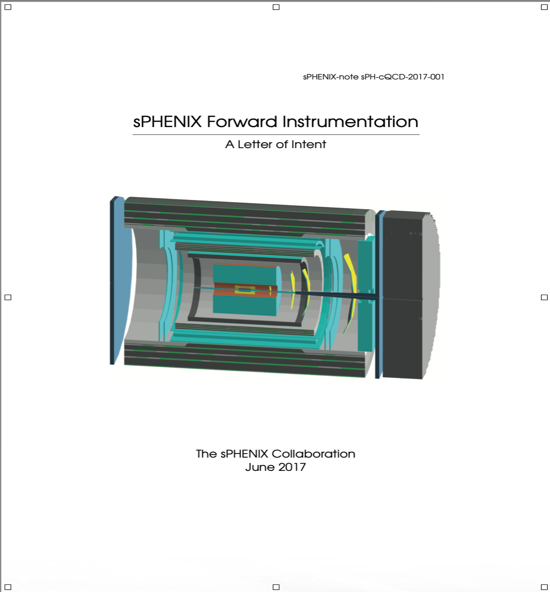 sPHENIX-note sPH-cQCD-2017-001
sPHENIX Forward Instrumentation
A Letter of Intent
The sPHENIX Collaboration
June 2017